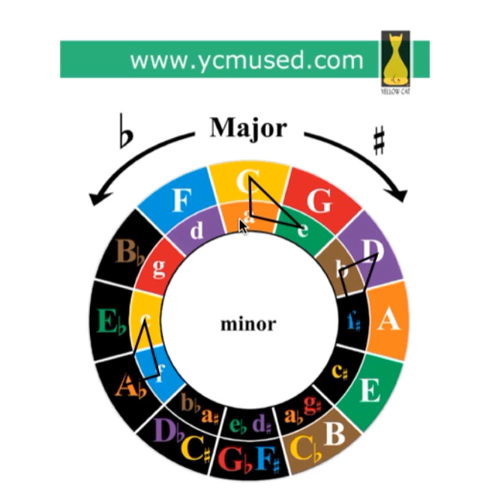 www.ycmused.com
YELLOW CAT
♭ Major ♯
C
G
D
A
E
B
C♭
F♯
G♭
C♯
D♭
A♭
E♭
B♭
F
a
e
b
f♯
c♯
g♯
a♭
d♯
e♭
a♯
b♭
f
c
g
d
minor